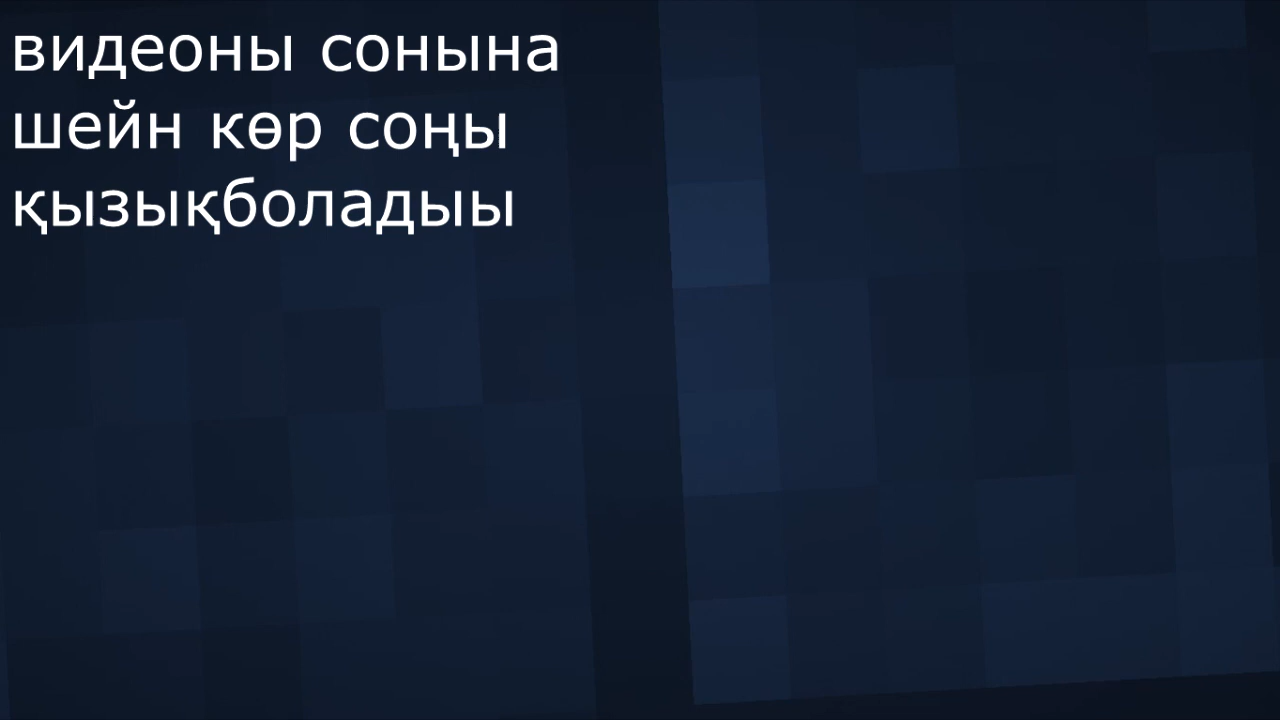 видеоны сонына
шейн көр соңы
қызықболадыы